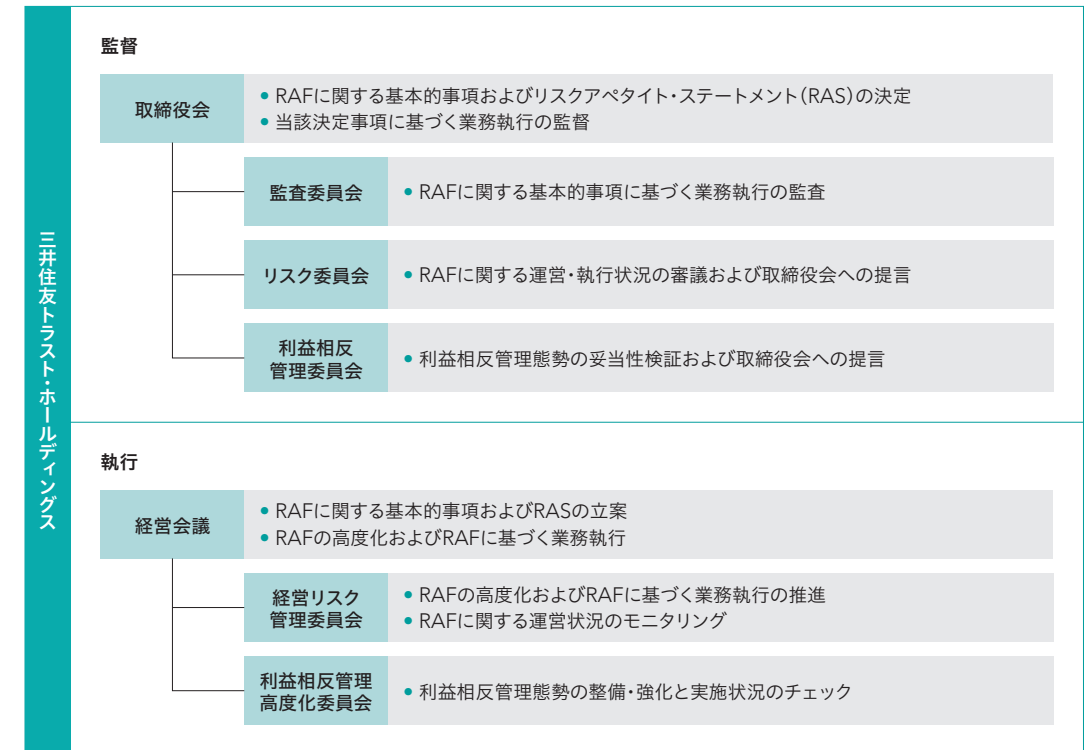 三井住友トラスト・ホールディングス
監督
取締役会
• RAFに関する基本的事項およびリスクアペタイト・ステートメント(RAS)の決定
• 当該決定事項に基づく業務執行の監督
監査委員会
• RAFに関する基本的事項に基づく業務執行の監査
リスク委員会
• RAFに関する運営・執行状況の審議および取締役会への提言
利益相反
管理委員会
• 利益相反管理態勢の妥当性検証および取締役会への提言
執行
経営会議
• RAFに関する基本的事項およびRASの立案
• RAFの高度化およびRAFに基づく業務執行
経営リスク
管理委員会
• RAFの高度化およびRAFに基づく業務執行の推進
• RAFに関する運営状況のモニタリング
利益相反管理
高度化委員会
• 利益相反管理態勢の整備・強化と実施状況のチェック